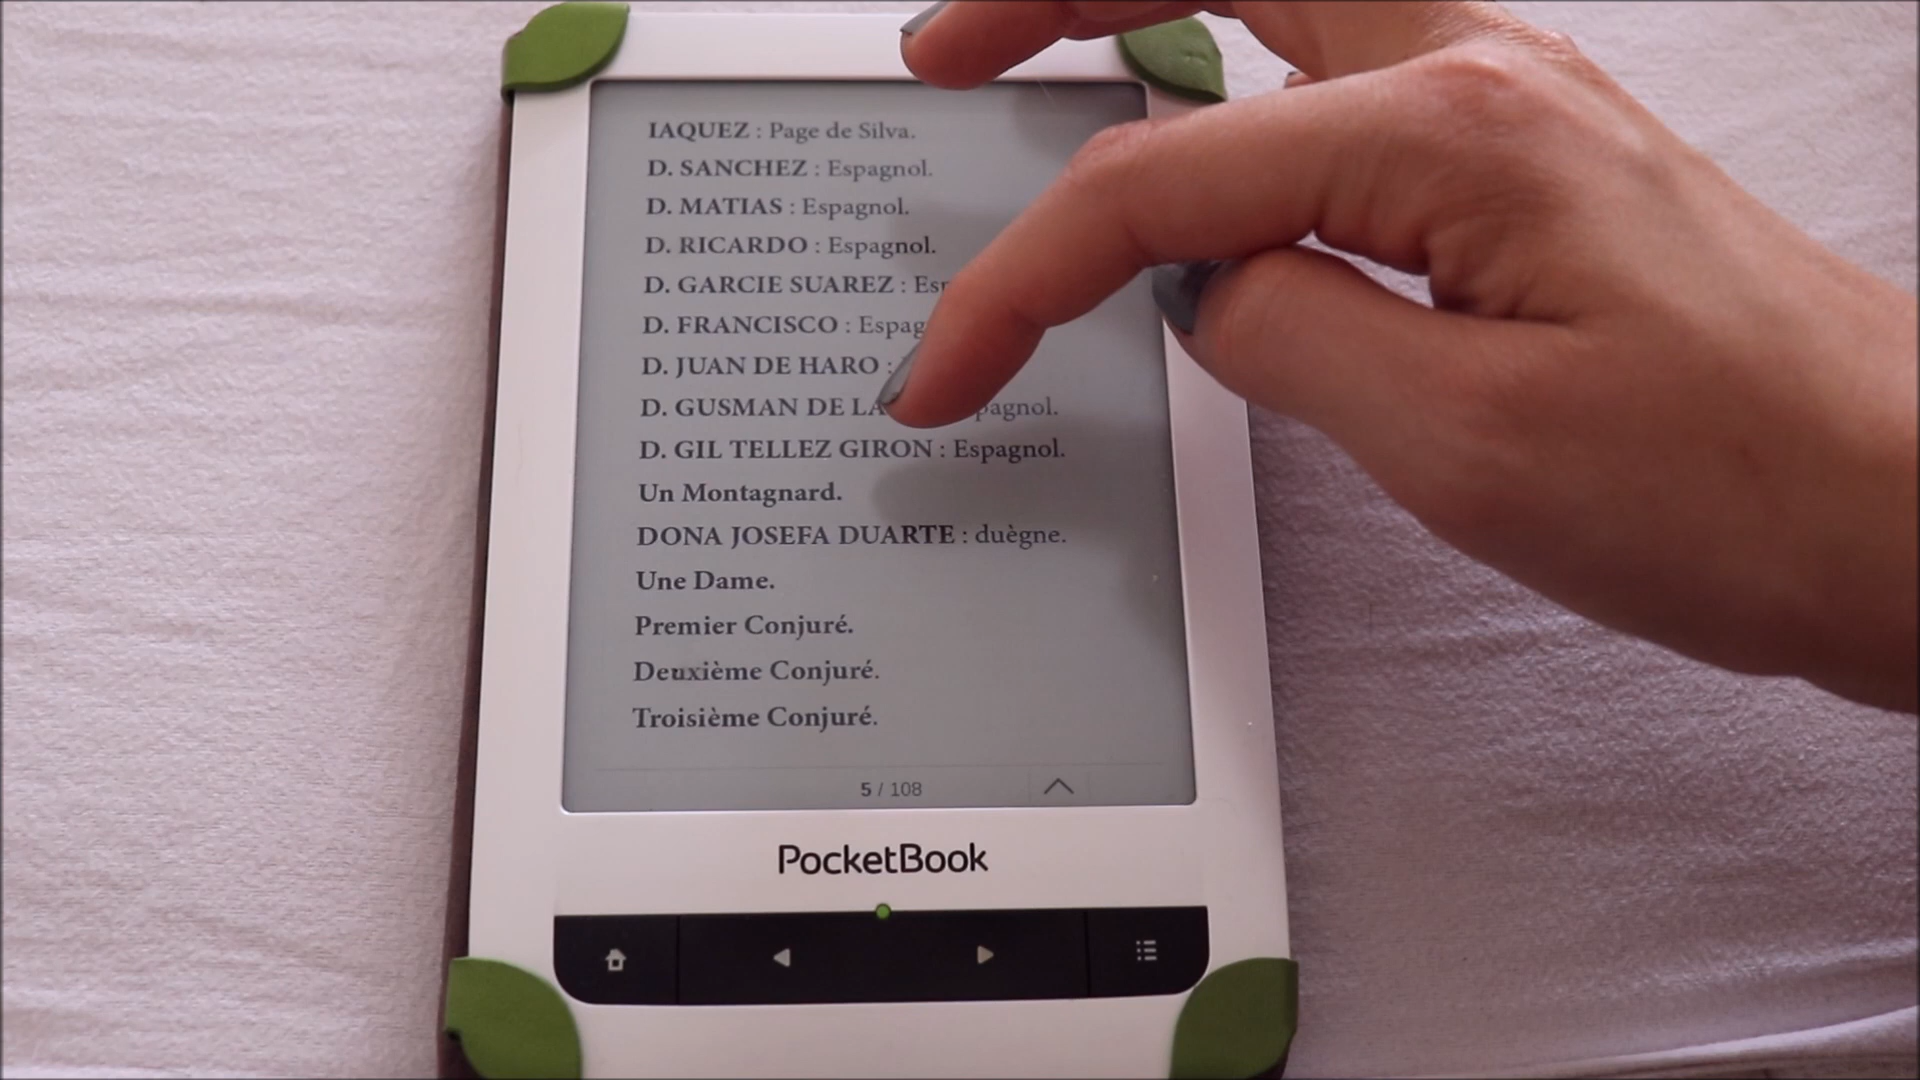 IAQUEZ : Page de Silva.
D. SANCHEZ : Espagnol.
D. MATIAS : Espagnol.
D. RICARDO : Espagnol.
D. GARCIE SUAREZ :
D. FRANCISCO :
D. JUAN DE HARO :
D. GUSMAN DE
D. GIL TELLEZ GIRON : Espagnol.
Un Montagnard.
DONA JOSEFA DUARTE : duègne.
Une Dame.
Premier Conjuré.
Deuxième Conjuré.
Troisième Conjuré.
5 / 108
PocketBook